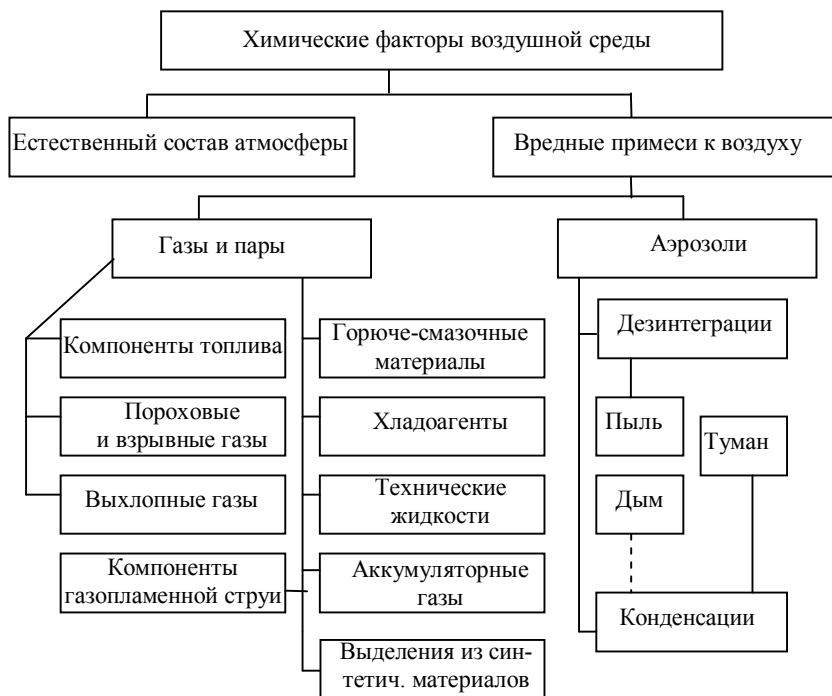 Химические факторы воздушной среды
Естественный состав атмосферы
Вредные примеси к воздуху
Газы и пары
Аэрозоли
Компоненты топлива
Пороховые
и взрывные газы
Выхлопные газы
Компоненты
газопламенной струи
Горюче-смазочные
материалы
Хладоагенты
Технические
жидкости
Аккумуляторные
газы
Выделения из син-
тетич. материалов
Дезинтеграции
Пыль
Туман
Дым
Конденсации